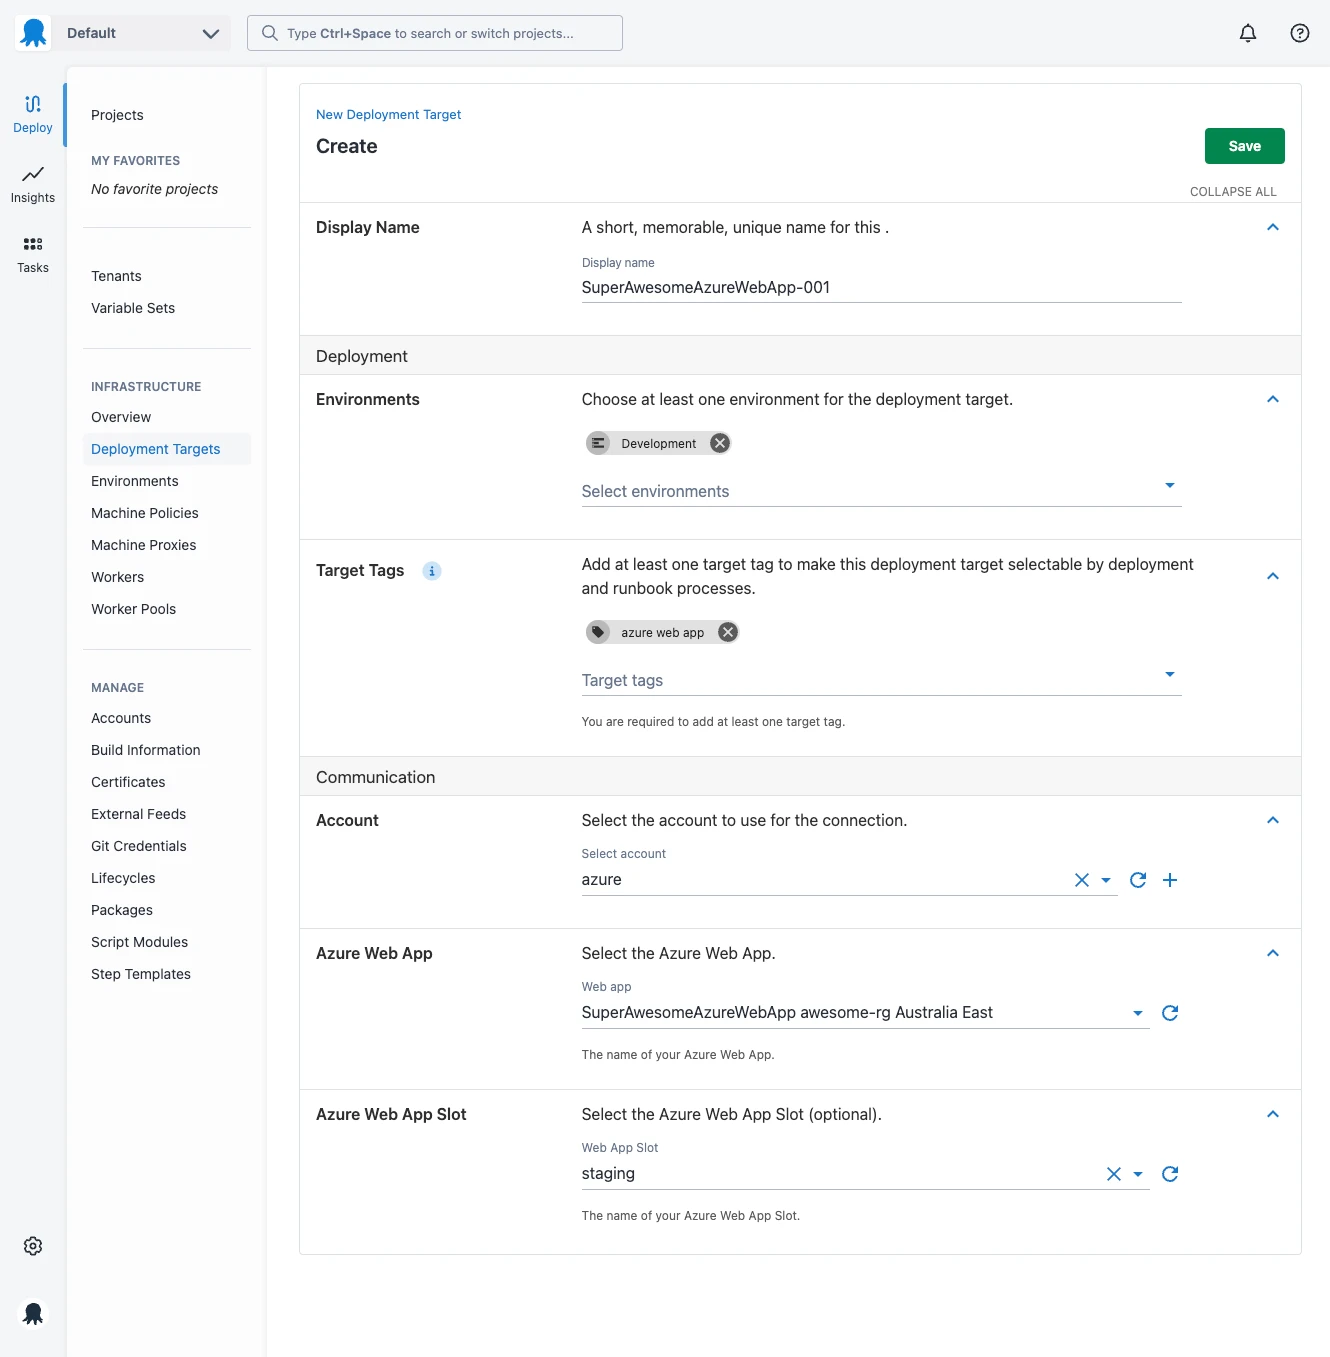 Default
Type Ctrl+Space to search or switch projects...
Deploy
Insights
Tasks
Projects
MY FAVORITES
No favorite projects
Tenants
Variable Sets
INFRASTRUCTURE
Overview
Deployment Targets
Environments
Machine Policies
Machine Proxies
Workers
Worker Pools
MANAGE
Accounts
Build Information
Certificates
External Feeds
Git Credentials
Lifecycles
Packages
Script Modules
Step Templates
New Deployment Target
Create
Save
COLLAPSE ALL
Display Name
A short, memorable, unique name for this .
Display name
SuperAwesomeAzureWebApp-001
Deployment
Environments
Choose at least one environment for the deployment target.
Development
Select environments
Target Tags
Add at least one target tag to make this deployment target selectable by deployment
and runbook processes.
azure web app
Target tags
You are required to add at least one target tag.
Communication
Account
Select the account to use for the connection.
Select account
azure
Azure Web App
Select the Azure Web App.
Web app
SuperAwesomeAzureWebApp awesome-rg Australia East
The name of your Azure Web App.
Azure Web App Slot
Select the Azure Web App Slot (optional).
Web App Slot
staging
The name of your Azure Web App Slot.